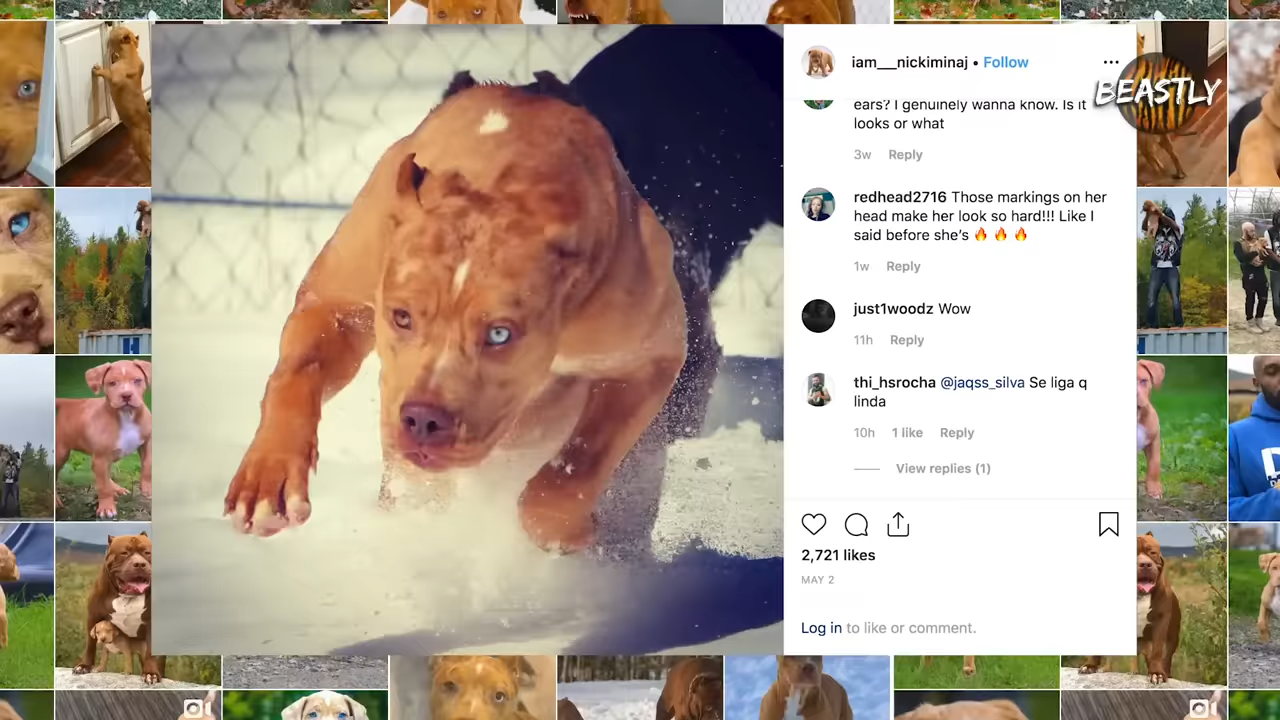 iam___nickiminaj • Follow
BEASTLY
ears? I genuinely wanna know. Is it
looks or what
3w Reply
redhead2716 Those markings on her
head make her look so hard!!! Like I
said before she's 🔥 🔥 🔥
1w Reply
just1woodz Wow
11h Reply
thi_hsrocha @jaqss_silva Se liga q
linda
10h 1 like Reply
View replies (1)
2,721 likes
MAY 2
Log in to like or comment.